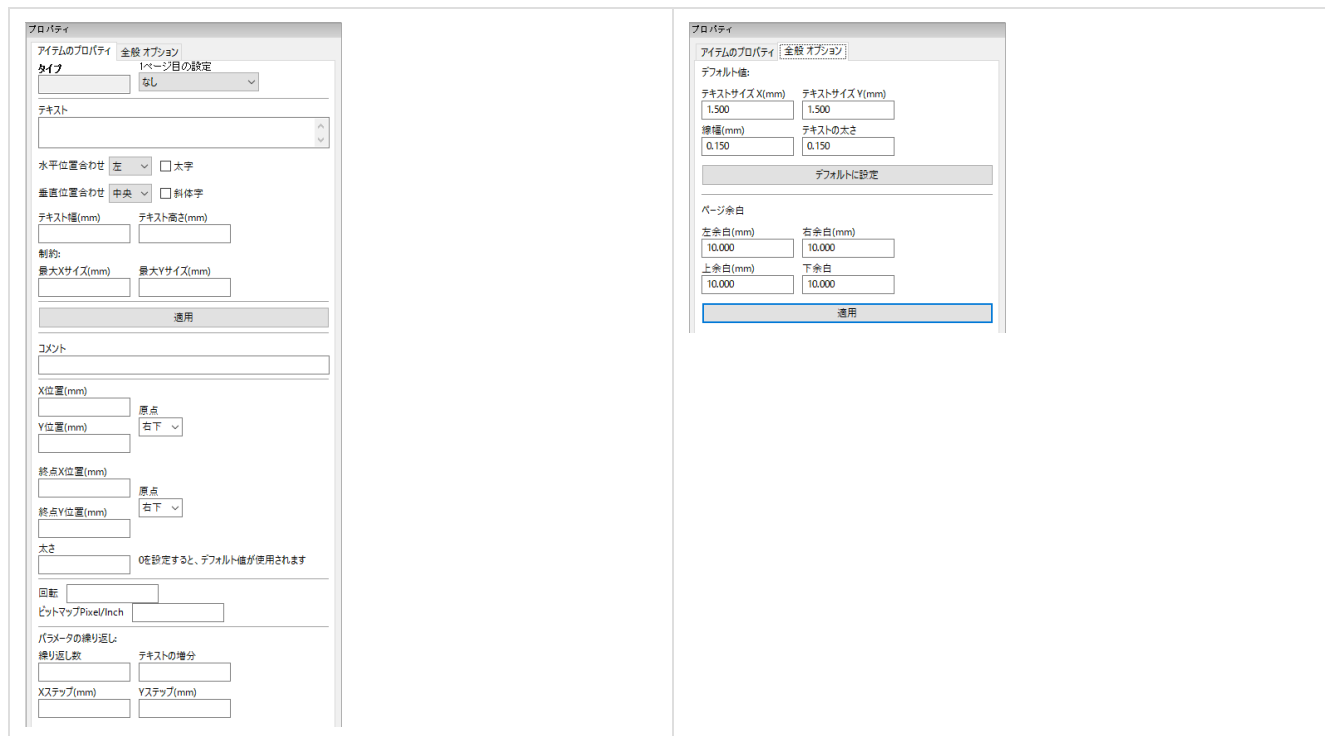 プロパティ
アイテムのプロパティ 全般 オプション
タイプ 1ページ目の設定
なし
テキスト
水平位置合わせ 左 太字
垂直位置合わせ 中央 斜体字
テキスト幅(mm) テキスト高さ(mm)
制約:
最大Xサイズ(mm) 最大Yサイズ(mm)
適用
コメント
X位置(mm)
原点
Y位置(mm) 右下
終点X位置(mm)
原点
終点Y位置(mm) 右下
太さ
0を設定すると、デフォルト値が使用されます
回転
ビットマップPixel/Inch
パラメータの繰り返し:
繰り返し数 テキストの増分
Xステップ(mm) Yステップ(mm)
プロパティ
アイテムのプロパティ 全般 オプション
デフォルト値:
テキストサイズ X(mm) テキストサイズ Y(mm)
1.500 1.500
線幅(mm) テキストの太さ
0.150 0.150
デフォルトに設定
ページ余白
左余白(mm) 右余白(mm)
10.000 10.000
上余白(mm) 下余白
10.000 10.000
適用